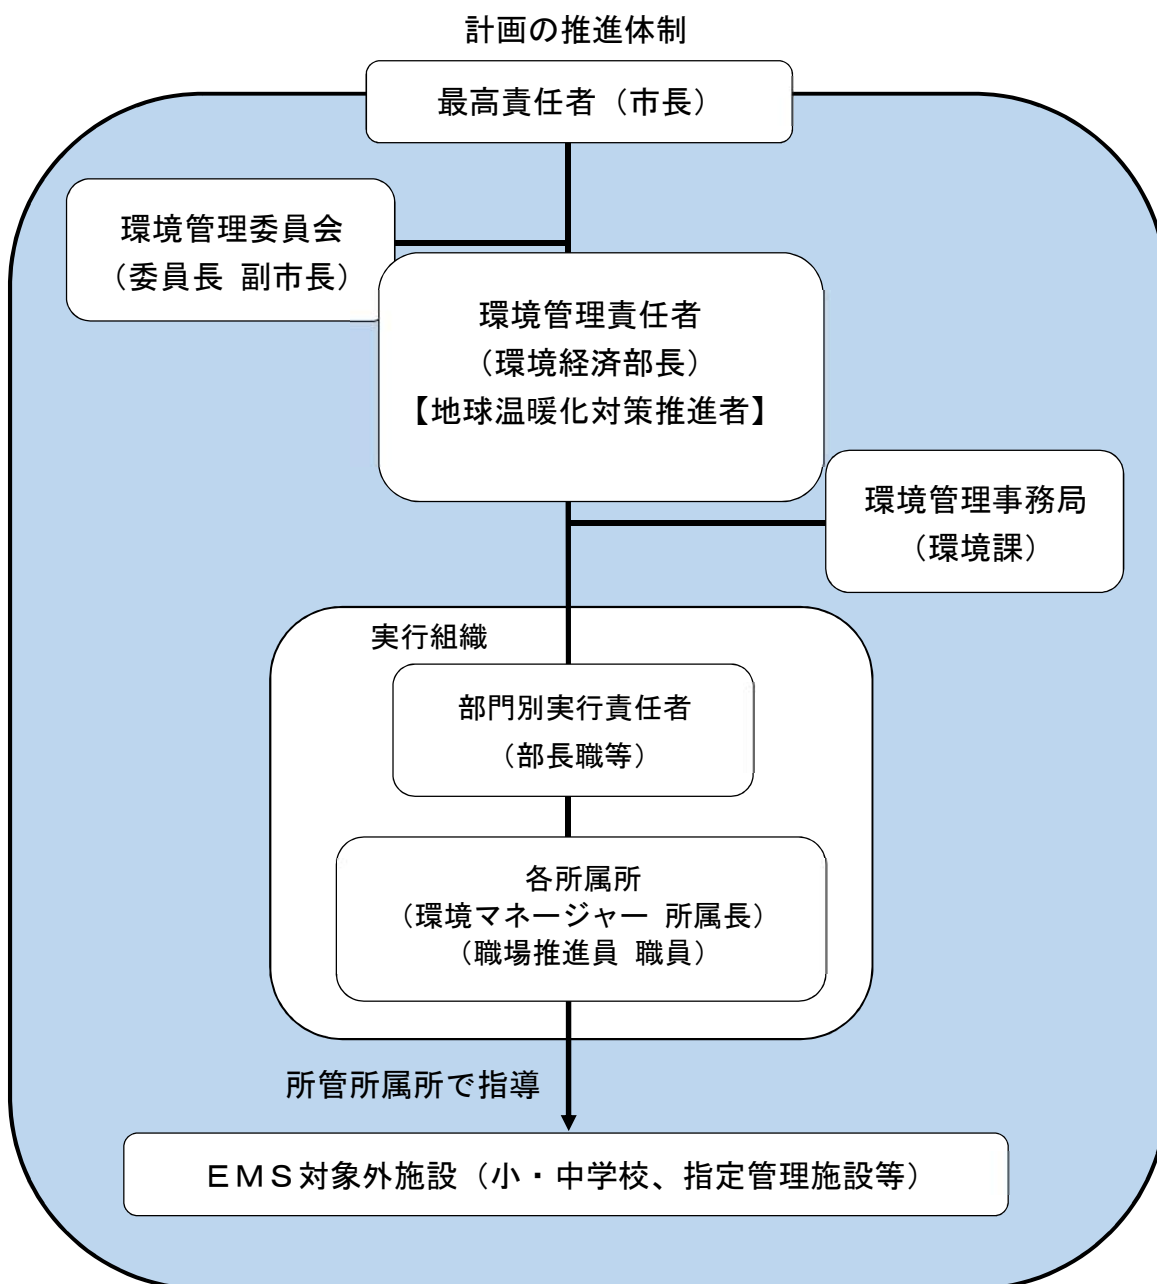 計画の推進体制
最高責任者（市長）
環境管理委員会
（委員長 副市長）
環境管理責任者
（環境経済部長）
【地球温暖化対策推進者】
環境管理事務局
（環境課）
実行組織
部門別実行責任者
（部長職等）
各所属所
（環境マネージャー 所属長）
（職場推進員 職員）
所管所属所で指導
ＥＭＳ対象外施設（小・中学校、指定管理施設等）